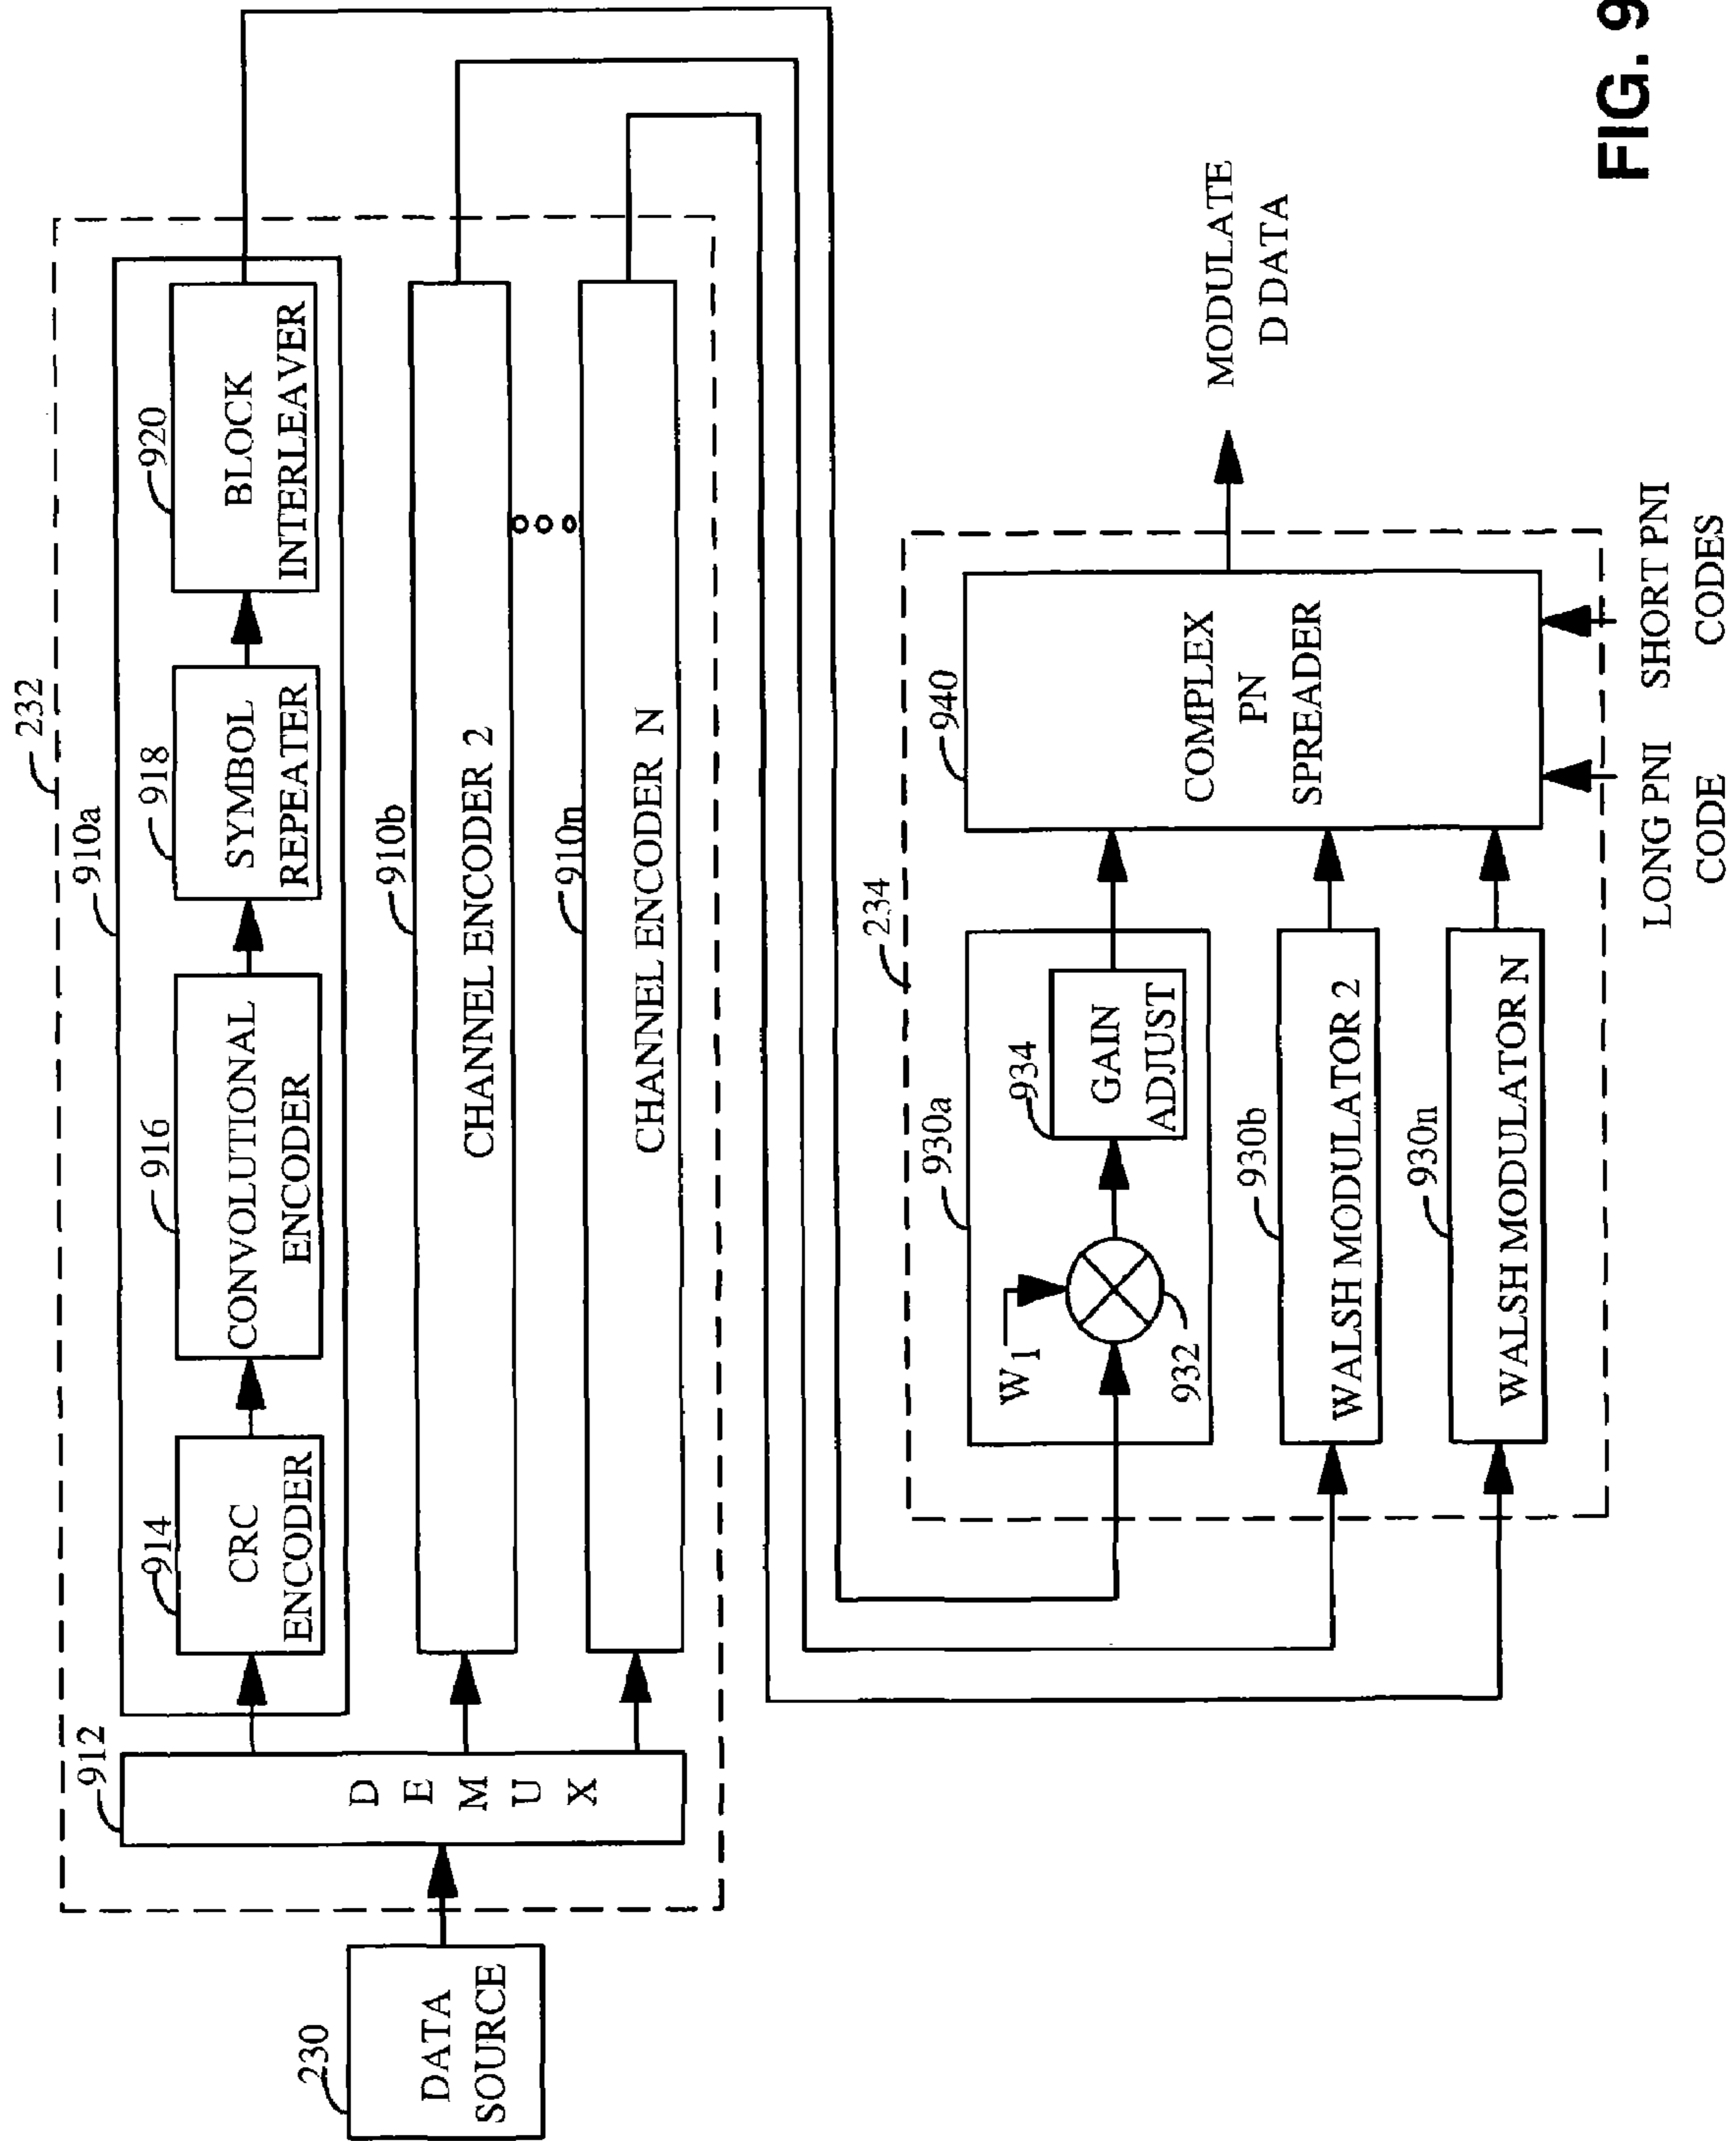 232
910a
914
916
918
920
CRC
ENCODER
CONVOLUTIONAL
ENCODER
SYMBOL
REPEATER
BLOCK
INTERLEAVER
912
D
E
M
U
X
230
DATA
SOURCE
910b
CHANNEL ENCODER 2
910n
CHANNEL ENCODER N
234
930a
934
W1
932
GAIN
ADJUST
940
COMPLEX
PN
SPREADER
MODULATE
D DATA
930b
WALSH MODULATOR 2
930n
WALSH MODULATOR N
LONG PNI
CODE
SHORT PNI
CODES
FIG. 9